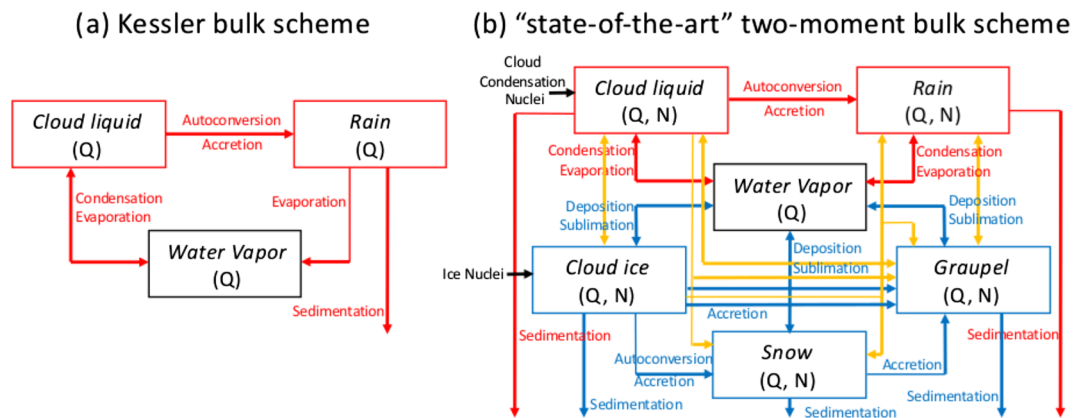 (a) Kessler bulk scheme
Cloud liquid
(Q)
Autoconversion
Accretion
Rain
(Q)
Condensation
Evaporation
Evaporation
Water Vapor
(Q)
Sedimentation
(b) “state-of-the-art” two-moment bulk scheme
Cloud
Condensation
Nuclei
Cloud liquid
(Q, N)
Autoconversion
Accretion
Rain
(Q, N)
Condensation
Evaporation
Water Vapor
(Q)
Condensation
Evaporation
Deposition
Sublimation
Deposition
Sublimation
Deposition
Sublimation
Ice Nuclei
Cloud ice
(Q, N)
Graupel
(Q, N)
Accretion
Sedimentation
Sedimentation
Autoconversion
Accretion
Snow
(Q, N)
Accretion
Sedimentation
Sedimentation
Sedimentation
Sedimentation